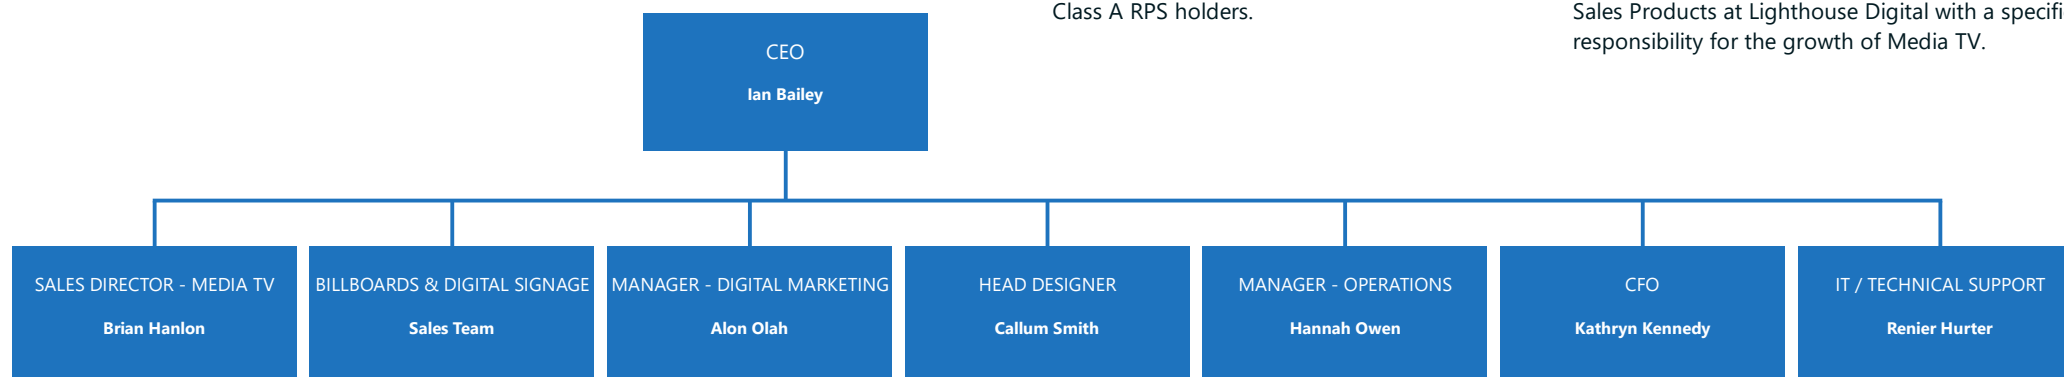 Class A RPS holders.
Sales Products at Lighthouse Digital with a specifi
responsibility for the growth of Media TV.
CEO
Ian Bailey
SALES DIRECTOR - MEDIA TV
Brian Hanlon
BILLBOARDS & DIGITAL SIGNAGE
Sales Team
MANAGER - DIGITAL MARKETING
Alon Olah
HEAD DESIGNER
Callum Smith
MANAGER - OPERATIONS
Hannah Owen
CFO
Kathryn Kennedy
IT / TECHNICAL SUPPORT
Renier Hurter